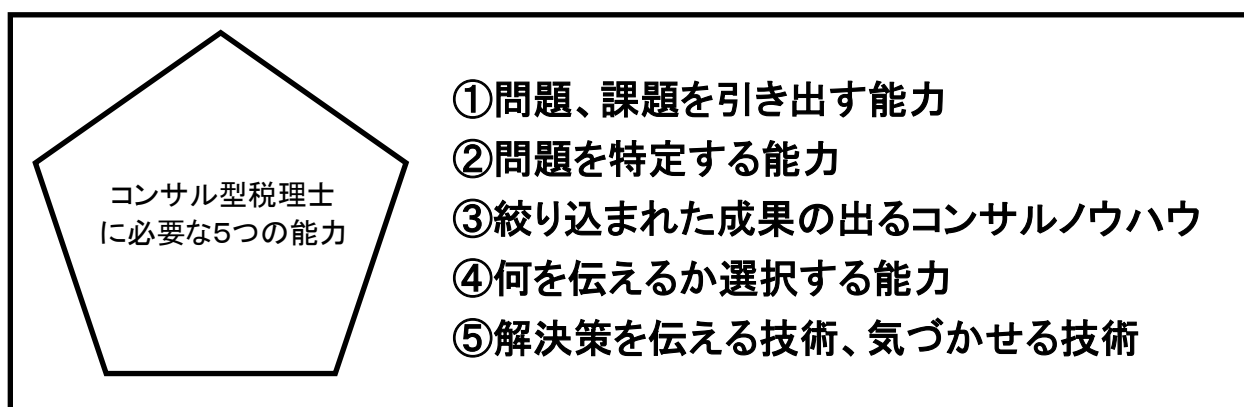 コンサル型税理士
に必要な5つの能力
①問題、課題を引き出す能力
②問題を特定する能力
③絞り込まれた成果の出るコンサルノウハウ
④何を伝えるか選択する能力
⑤解決策を伝える技術、気づかせる技術